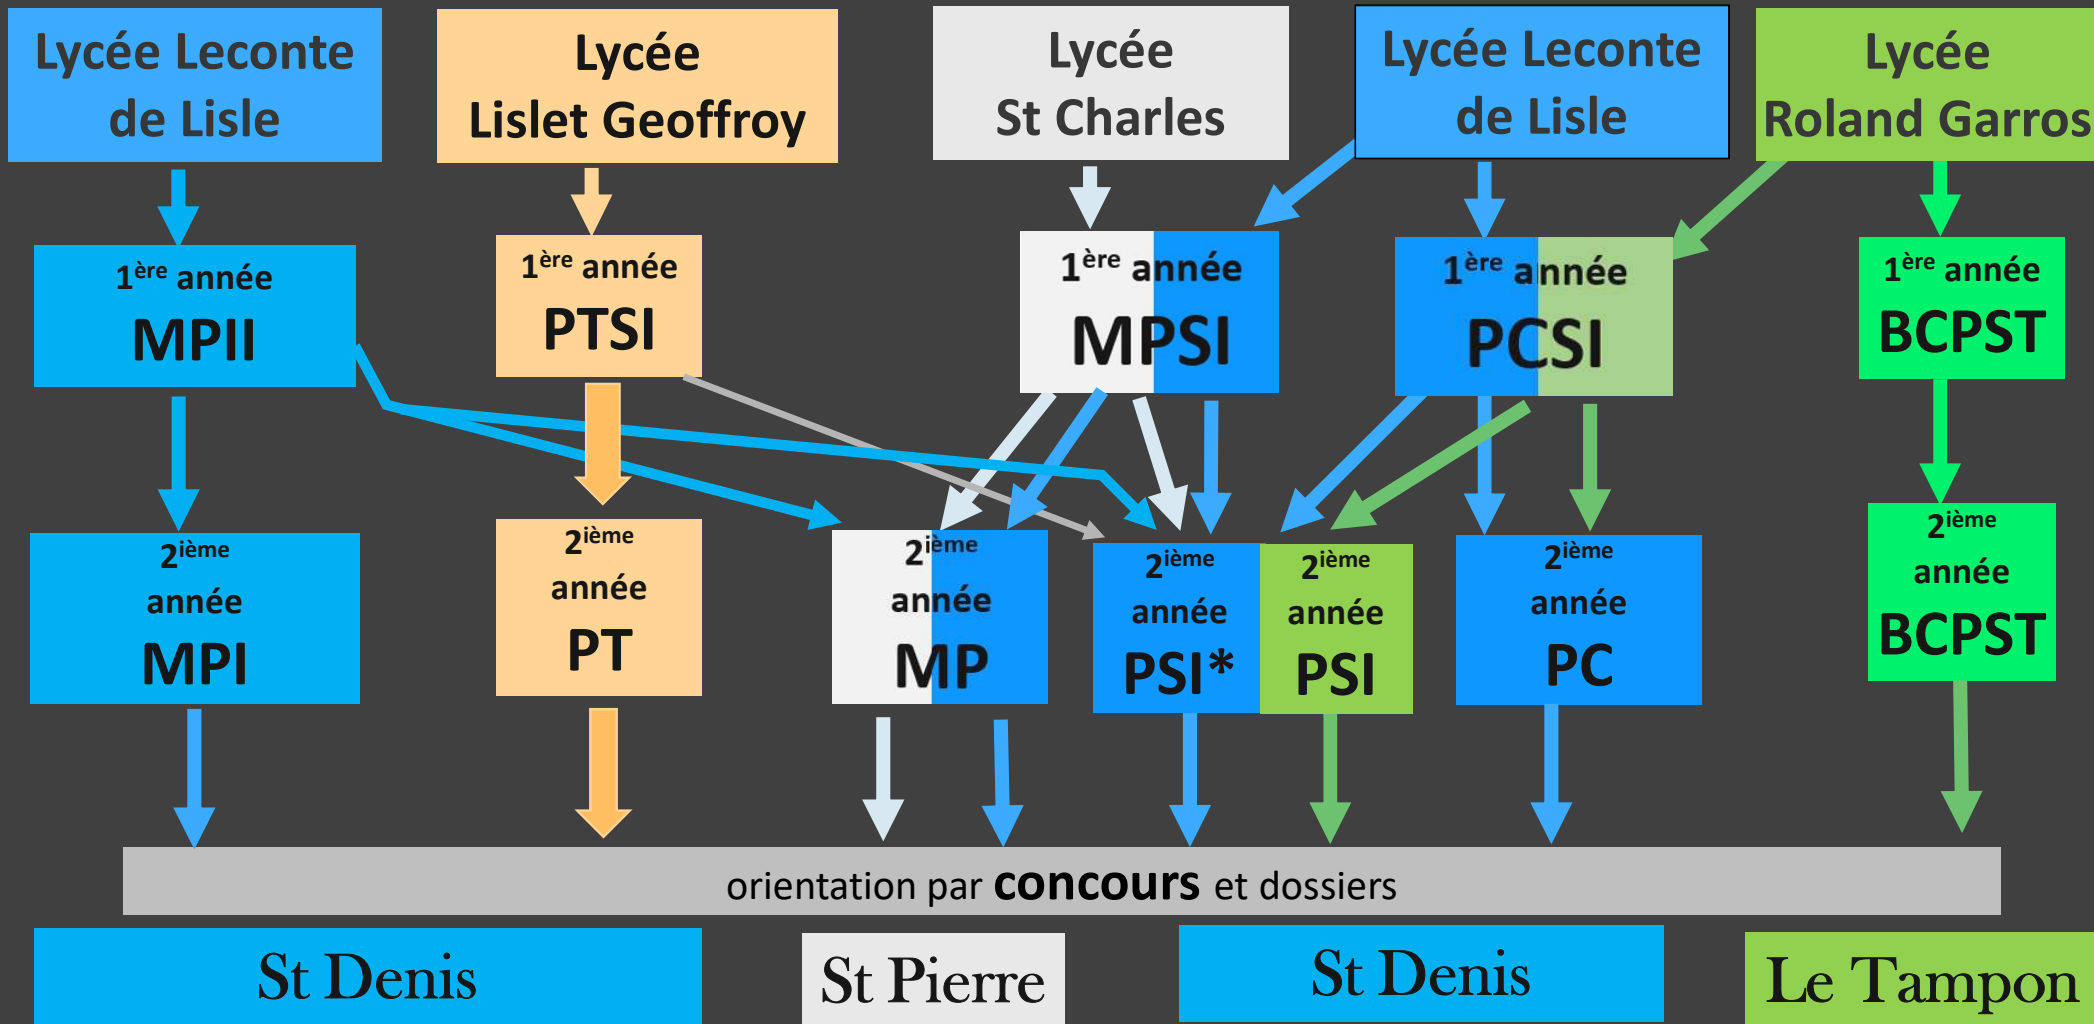 Lycée Leconte
de Lisle
Lycée
Lislet Geoffroy
Lycée
St Charles
Lycée Leconte
de Lisle
Lycée
Roland Garros
1ère année
MPII
1ère année
PTSI
1ère année
MPSI
1ère année
PCSI
1ère année
BCPST
2ième
année
MPI
2ième
année
PT
2ième
année
MP
2ième
année
PSI*
2ième
année
PSI
2ième
année
PC
2ième
année
BCPST
orientation par concours et dossiers
St Denis
St Pierre
St Denis
Le Tampon